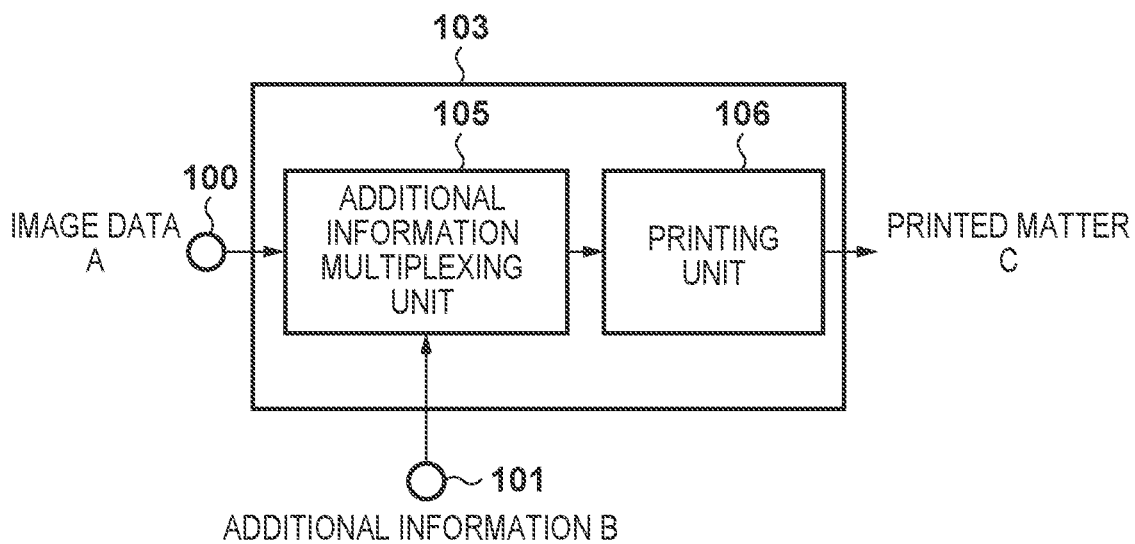 103
105
106
100
IMAGE DATA
A
ADDITIONAL
INFORMATION
MULTIPLEXING
UNIT
PRINTING
UNIT
PRINTED MATTER
C
101
ADDITIONAL INFORMATION B